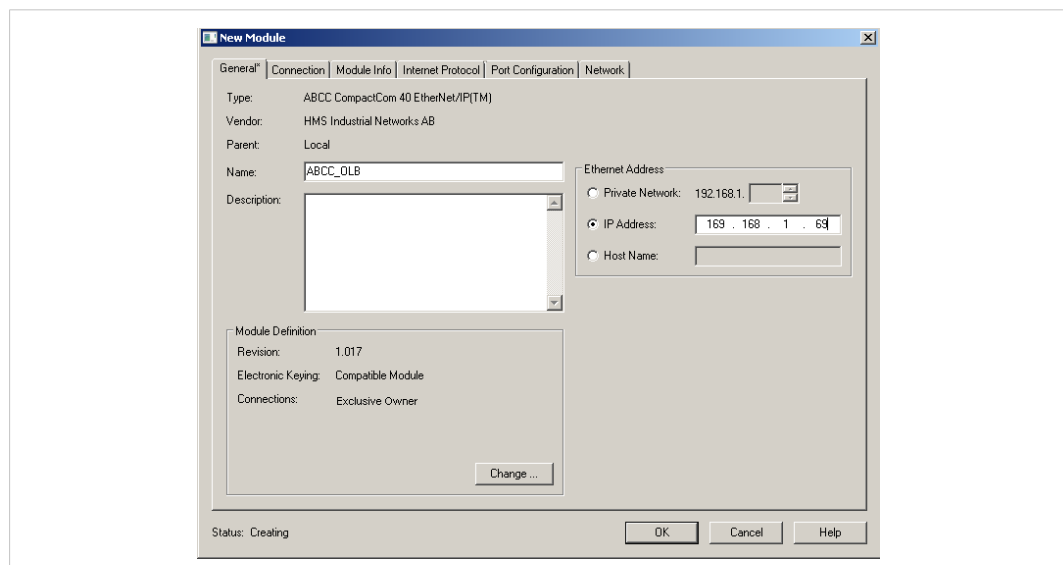 New Module
General* Connection Module Info Internet Protocol Port Configuration Network
Type: ABCC CompactCom 40 EtherNet/IP(TM)
Vendor: HMS Industrial Networks AB
Parent: Local
Name: ABCC_OLB
Description:
Ethernet Address
Private Network: 192.168.1.
IP Address: 169 . 168 . 1 . 69
Host Name:
Module Definition
Revision: 1.017
Electronic Keying: Compatible Module
Connections: Exclusive Owner
Change ...
Status: Creating
OK Cancel Help